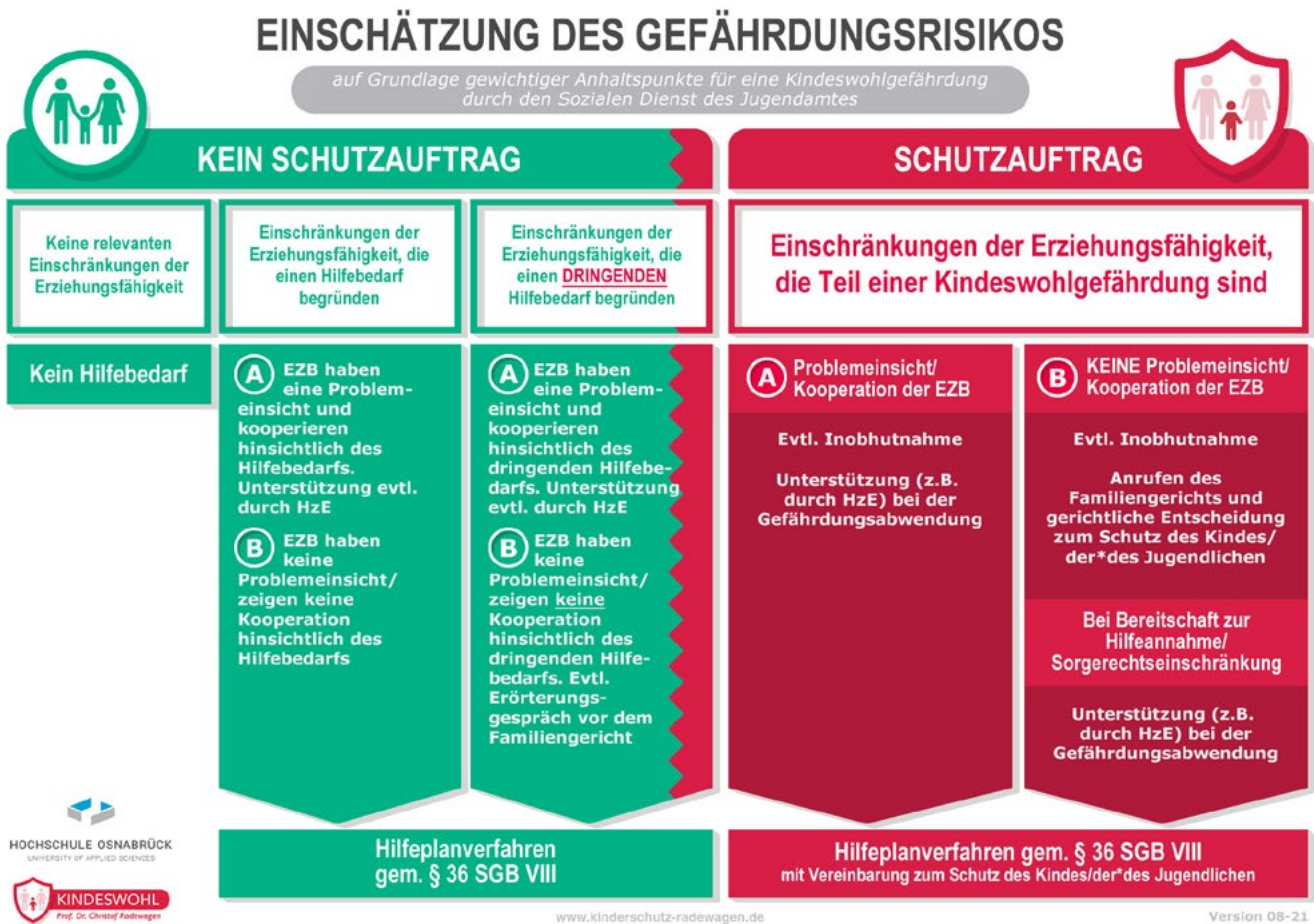 EINSCHÄTZUNG DES GEFÄHRDUNGSRISIKOS
auf Grundlage gewichtiger Anhaltspunkte für eine Kindeswohlgefährdung
durch den Sozialen Dienst des Jugendamtes
KEIN SCHUTZAUFTRAG
SCHUTZAUFTRAG
Keine relevanten
Einschränkungen der
Erziehungsfähigkeit
Einschränkungen der
Erziehungsfähigkeit, die
einen Hilfebedarf
begründen
Einschränkungen der
Erziehungsfähigkeit, die
einen DRINGENDEN
Hilfebedarf begründen
Einschränkungen der Erziehungsfähigkeit,
die Teil einer Kindeswohlgefährdung sind
Kein Hilfebedarf
A EZB haben
eine Problem-
einsicht und
kooperieren
hinsichtlich des
Hilfebedarfs.
Unterstützung evtl.
durch HzE
B EZB haben
keine
Problemeinsicht/
zeigen keine
Kooperation
hinsichtlich des
Hilfebedarfs
A EZB haben
eine Problem-
einsicht und
kooperieren
hinsichtlich des
dringenden Hilfebe-
darfs. Unterstützung
evtl. durch HzE
B EZB haben
keine
Problemeinsicht/
zeigen keine
Kooperation
hinsichtlich des
dringenden Hilfe-
bedarfs. Evtl.
Erörterungs-
gespräch vor dem
Familiengericht
A Problemeinsicht/
Kooperation der EZB
Evtl. Inobhutnahme
Unterstützung (z.B.
durch HzE) bei der
Gefährdungsabwendung
B KEINE Problemeinsicht/
Kooperation der EZB
Evtl. Inobhutnahme
Anrufen des
Familiengerichts und
gerichtliche Entscheidung
zum Schutz des Kindes/
der*des Jugendlichen
Bei Bereitschaft zur
Hilfeannahme/
Sorgerechtseinschränkung
Unterstützung (z.B.
durch HzE) bei der
Gefährdungsabwendung
Hilfeplanverfahren
gem. § 36 SGB VIII
Hilfeplanverfahren gem. § 36 SGB VIII
mit Vereinbarung zum Schutz des Kindes/der*des Jugendlichen
HOCHSCHULE OSNABRÜCK
UNIVERSITY OF APPLIED SCIENCES
KINDESWOHL
Prof. Dr. Christof Radewagen
www.kinderschutz-radewagen.de
Version 08-21